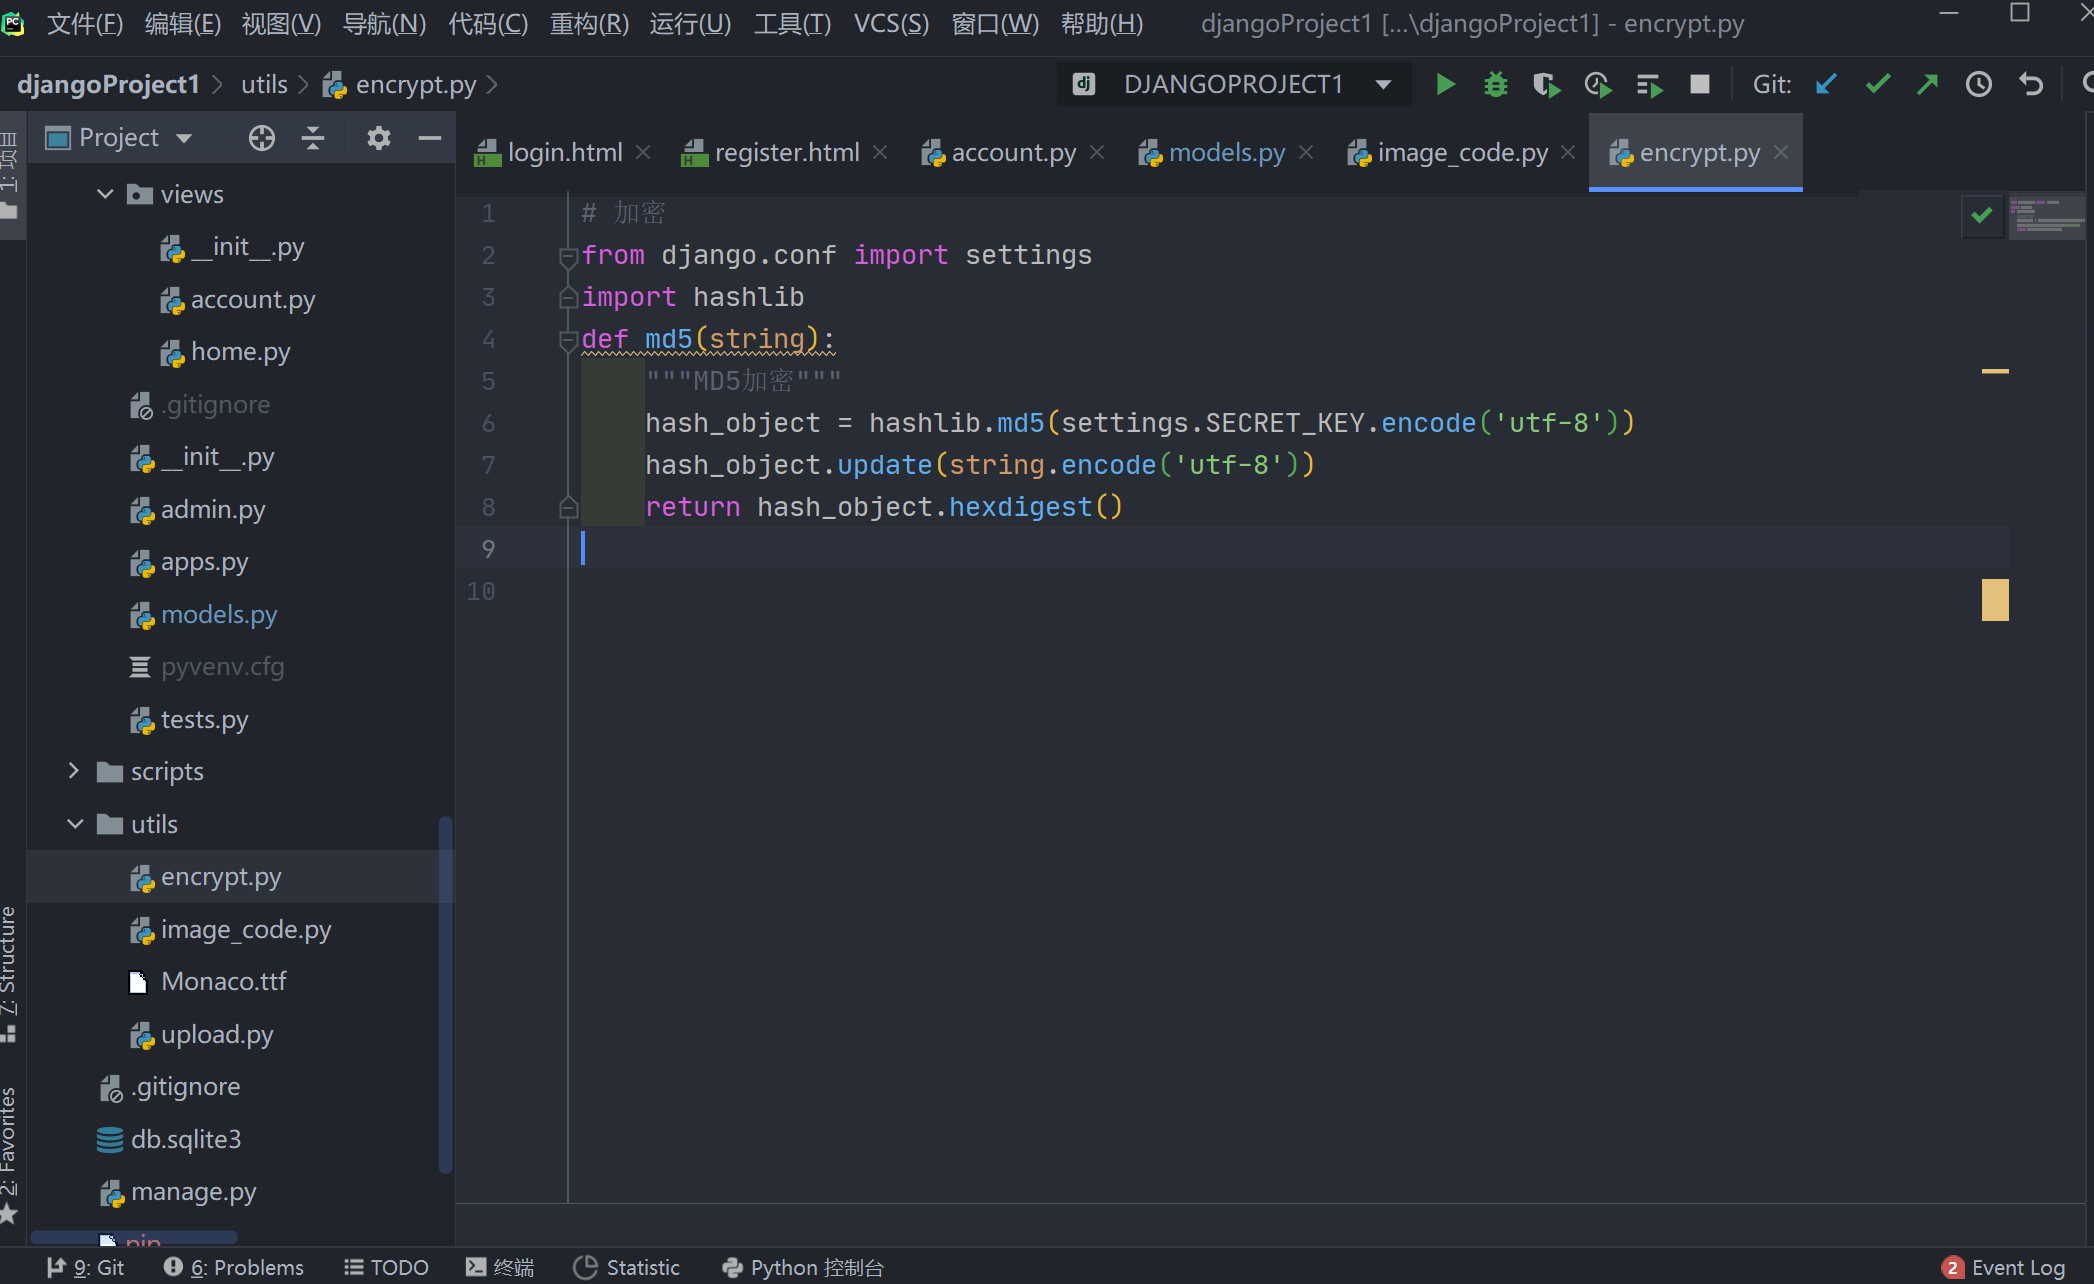 文件(F) 编辑(E) 视图(V) 导航(N) 代码(C) 重构(R) 运行(U) 工具(T) VCS(S) 窗口(W) 帮助(H) djangoProject1 [...\djangoProject1] - encrypt.py
djangoProject1 utils encrypt.py DJANGOPROJECT1 Git:
Project
login.html register.html account.py models.py image_code.py encrypt.py
1: 项目
views
__init__.py
account.py
home.py
.gitignore
__init__.py
admin.py
apps.py
models.py
pyvenv.cfg
tests.py
scripts
utils
encrypt.py
image_code.py
Monaco.ttf
upload.py
.gitignore
db.sqlite3
manage.py
pip
7: Structure
2: Favorites
1 # 加密
2 from django.conf import settings
3 import hashlib
4 def md5(string):
5 """MD5加密"""
6 hash_object = hashlib.md5(settings.SECRET_KEY.encode('utf-8'))
7 hash_object.update(string.encode('utf-8'))
8 return hash_object.hexdigest()
9
10
9: Git 6: Problems TODO 终端 Statistic Python 控制台 2 Event Log